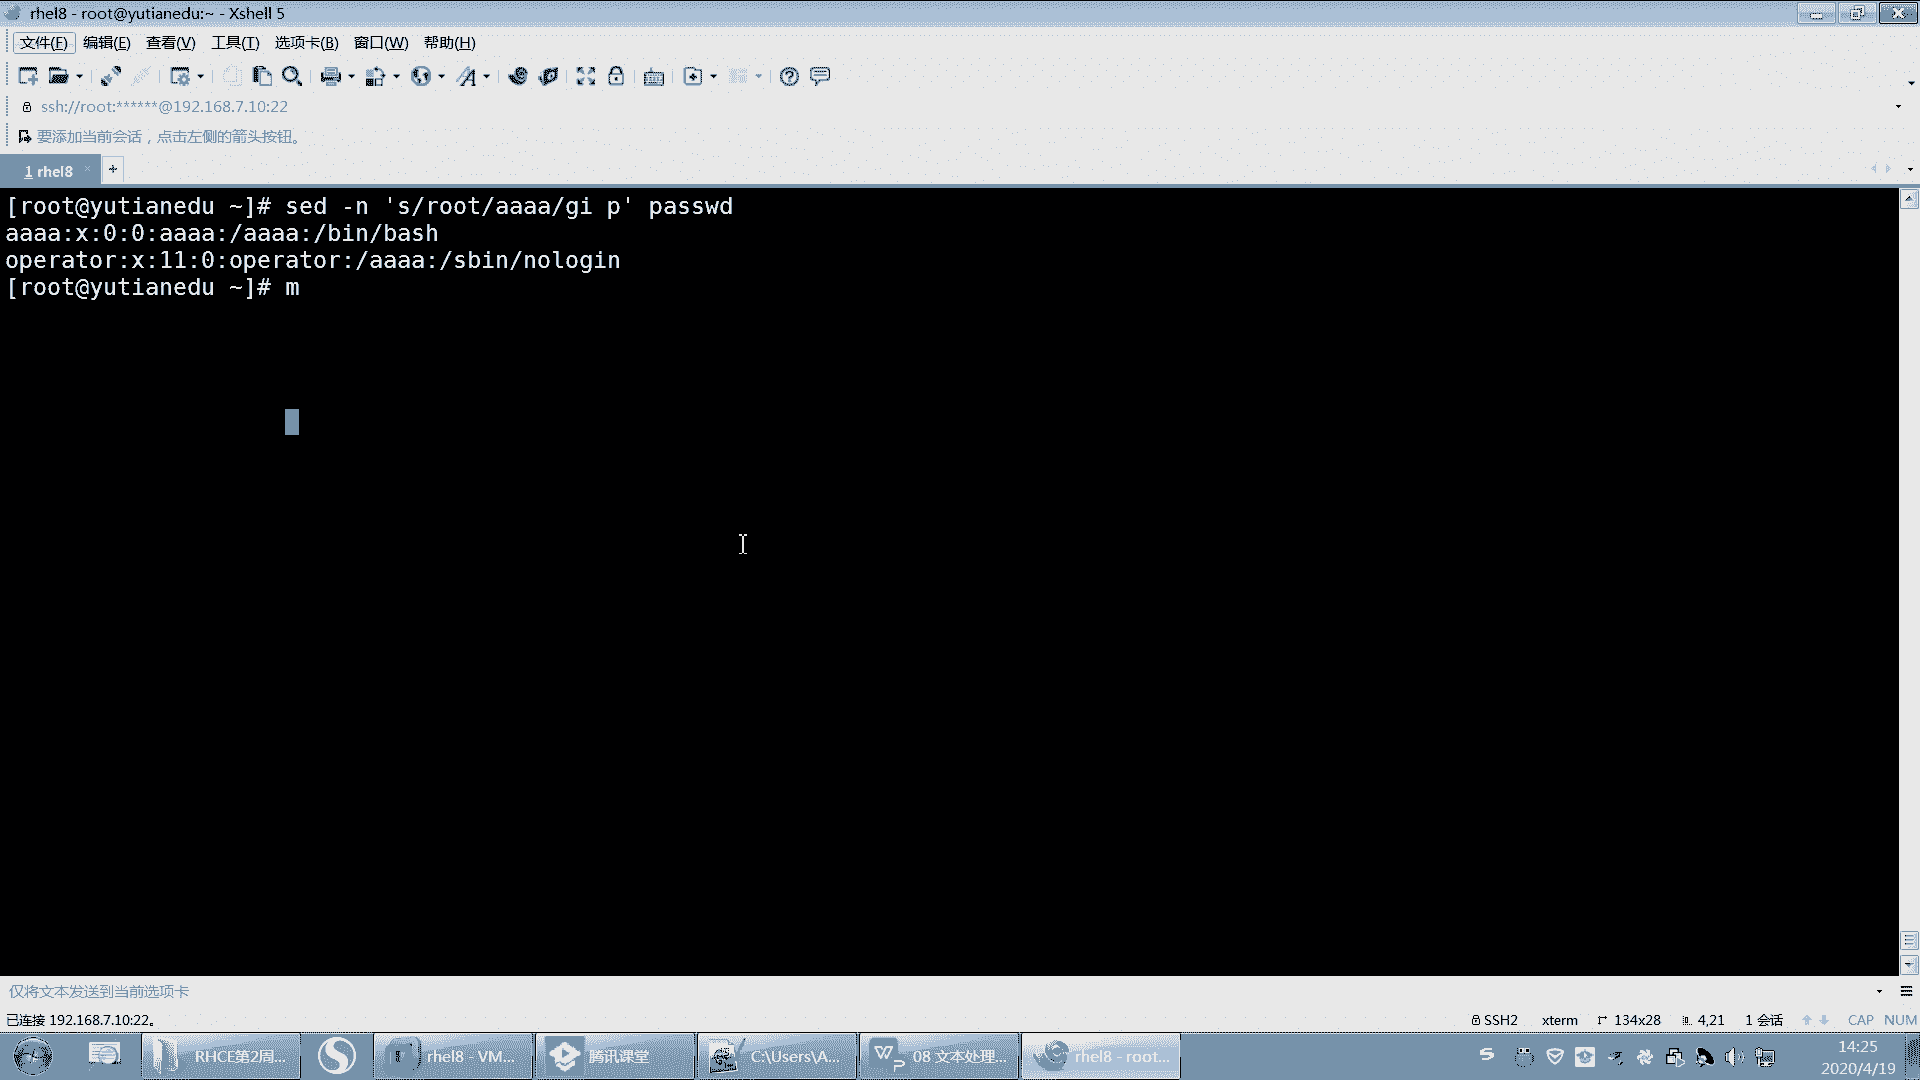 rhel8 - root@yutianedu:~ - Xshell 5
文件(F) 编辑(E) 查看(V) 工具(T) 选项卡(B) 窗口(W) 帮助(H)
ssh://root:******@192.168.7.10:22
要添加当前会话，点击左侧的箭头按钮。
1 rhel8
[root@yutianedu ~]# sed -n 's/root/aaaa/gi p' passwd
aaaa:x:0:0:aaaa:/aaaa:/bin/bash
operator:x:11:0:operator:/aaaa:/sbin/nologin
[root@yutianedu ~]# m
仅将文本发送到当前选项卡
已连接 192.168.7.10:22。 SSH2 xterm 134x28 4,21 1 会话 CAP NUM
RHCE第2周... rhel8 - VM... 腾讯课堂 C:\Users\A... 08 文本处理... rhel8 - root... 14:25
2020/4/19